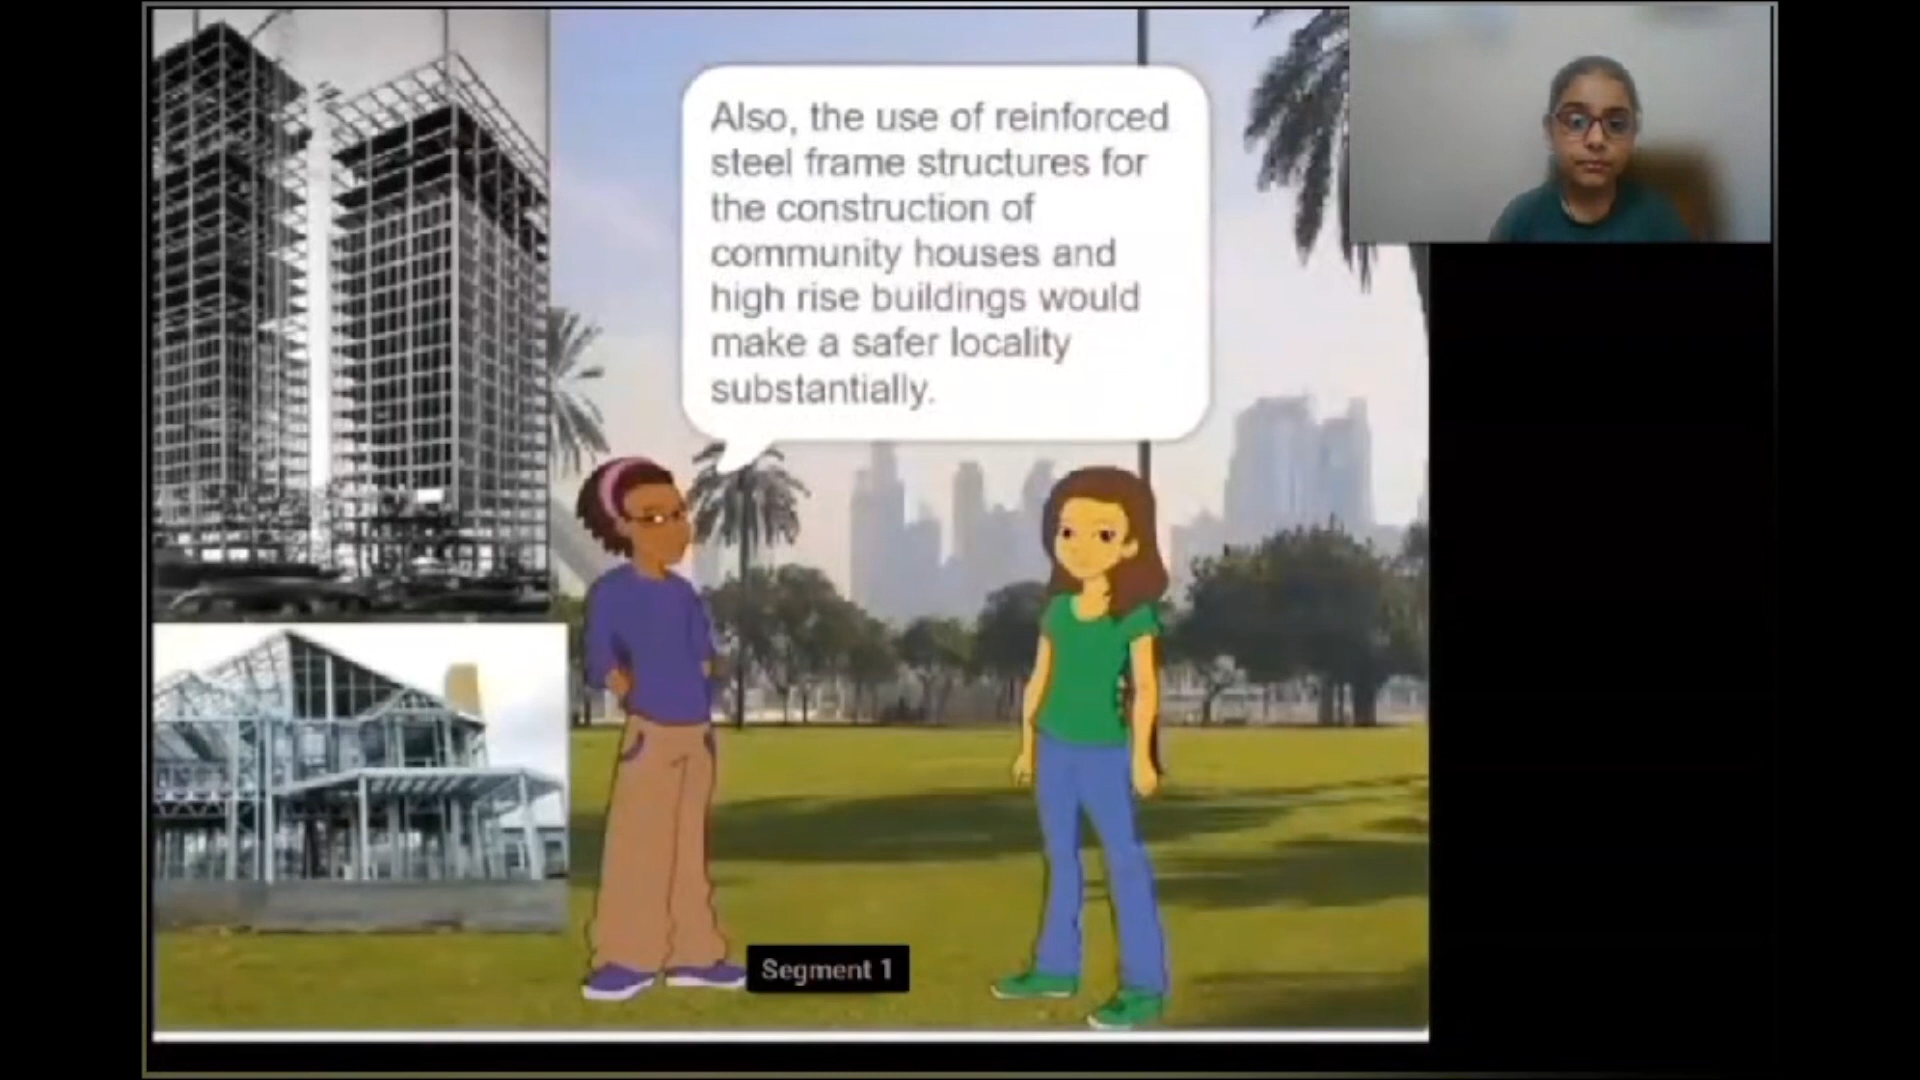 Also, the use of reinforced
steel frame structures for
the construction of
community houses and
high rise buildings would
make a safer locality
substantially.
Segment 1